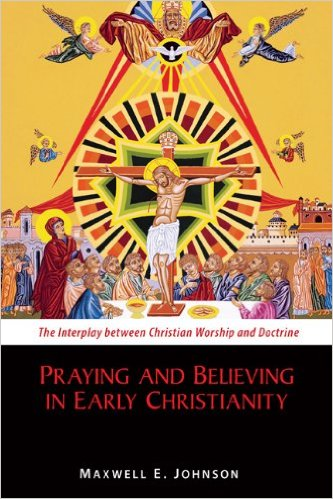 The Interplay between Christian Worship and Doctrine
PRAYING AND BELIEVING
IN EARLY CHRISTIANITY
MAXWELL E. JOHNSON